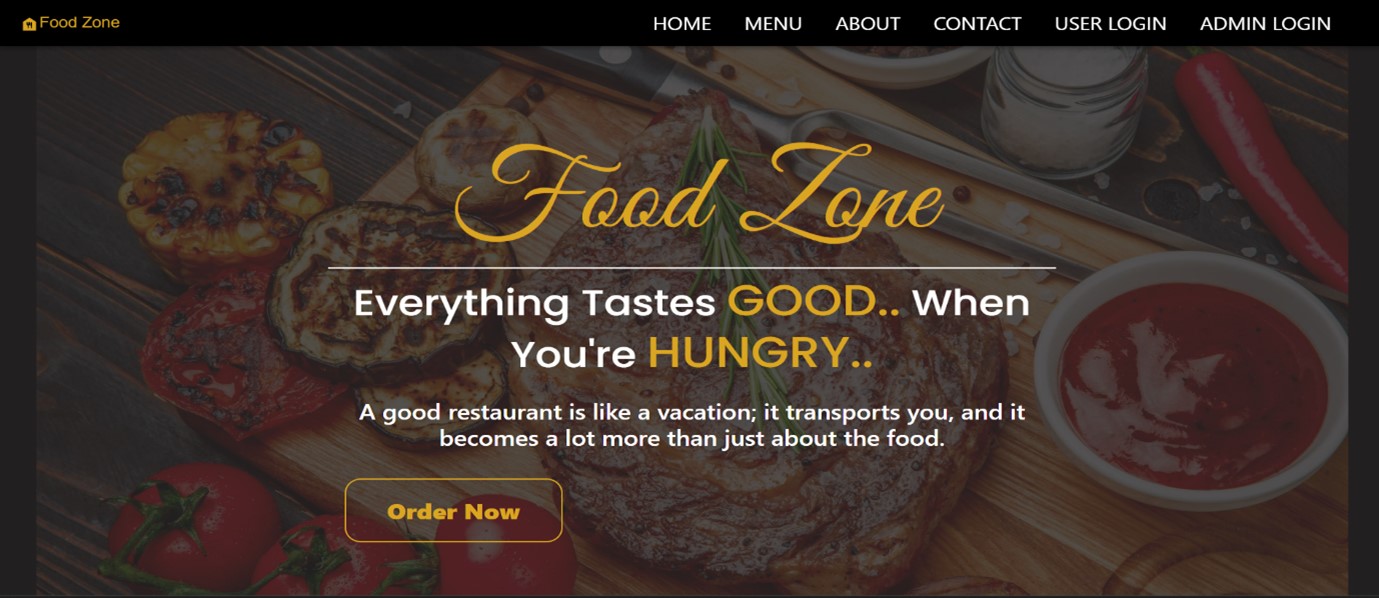 Food Zone
HOME MENU ABOUT CONTACT USER LOGIN ADMIN LOGIN
Food Zone
Everything Tastes GOOD.. When
You're HUNGRY..
A good restaurant is like a vacation; it transports you, and it
becomes a lot more than just about the food.
Order Now